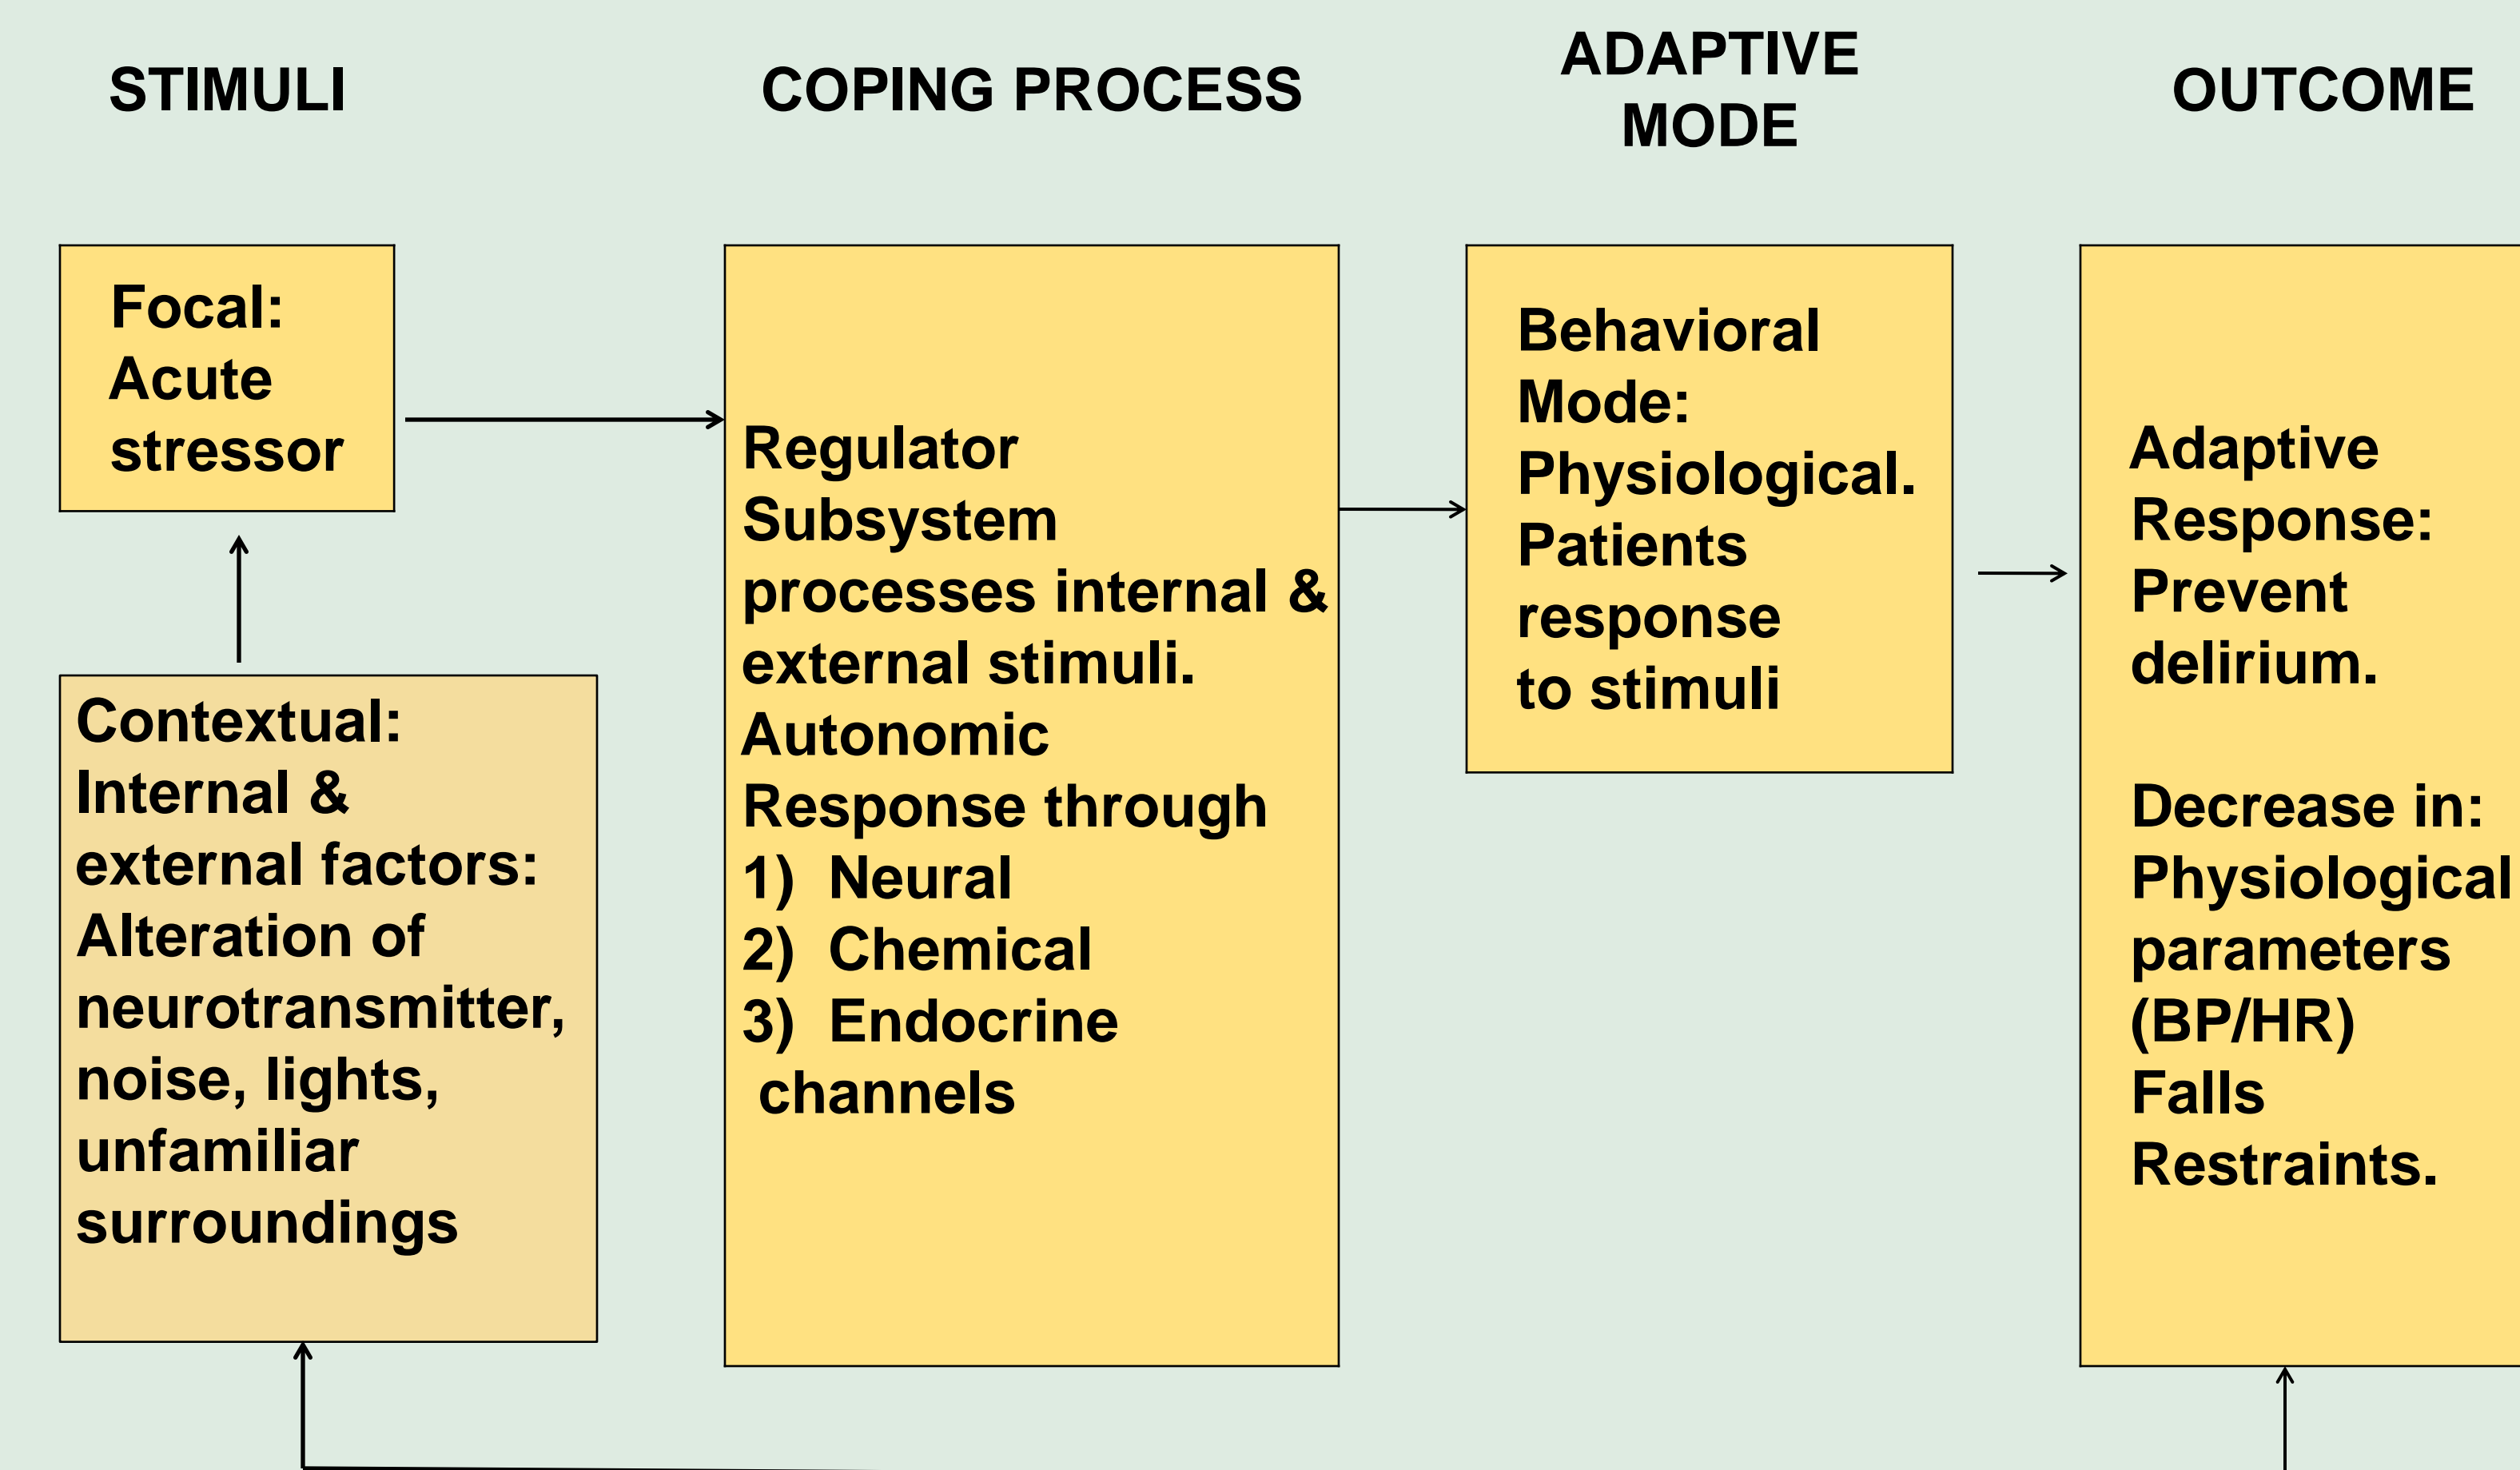 STIMULI
COPING PROCESS
ADAPTIVE
MODE
OUTCOME
Focal:
Acute
stressor
Contextual:
Internal &
external factors:
Alteration of
neurotransmitter,
noise, lights,
unfamiliar
surroundings
Regulator
Subsystem
processes internal &
external stimuli.
Autonomic
Response through
1) Neural
2) Chemical
3) Endocrine
channels
Behavioral
Mode:
Physiological.
Patients
response
to stimuli
Adaptive
Response:
Prevent
delirium.
Decrease in:
Physiological
parameters
(BP/HR)
Falls
Restraints.